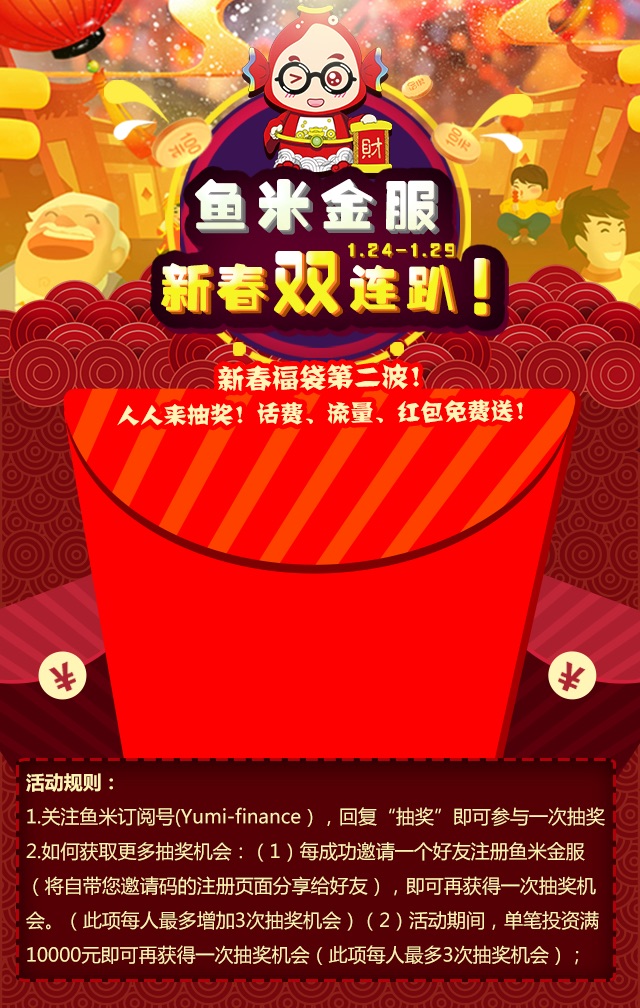 財
鱼米金服
1.24-1.29
新春双连趴！
新春福袋第二波！
人人来抽奖！话费、流量、红包免费送！
活动规则：
1.关注鱼米订阅号(Yumi-finance），回复“抽奖”即可参与一次抽奖
2.如何获取更多抽奖机会：（1）每成功邀请一个好友注册鱼米金服
（将自带您邀请码的注册页面分享给好友），即可再获得一次抽奖机
会。（此项每人最多增加3次抽奖机会）（2）活动期间，单笔投资满
10000元即可再获得一次抽奖机会（此项每人最多3次抽奖机会）；